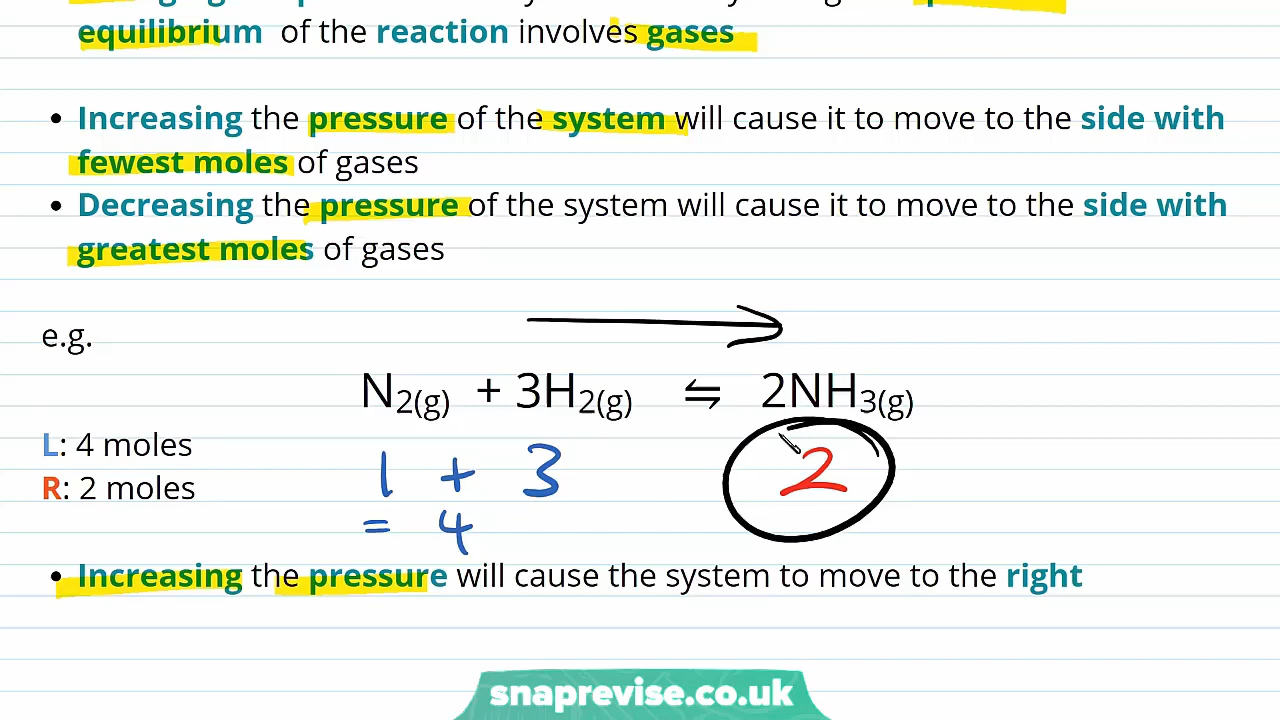 equilibrium of the reaction involves gases
• Increasing the pressure of the system will cause it to move to the side with
fewest moles of gases
• Decreasing the pressure of the system will cause it to move to the side with
greatest moles of gases
e.g.
N2(g) + 3H2(g) ⇋ 2NH3(g)
L: 4 moles
R: 2 moles
1 + 3
2
= 4
• Increasing the pressure will cause the system to move to the right
snaprevise.co.uk